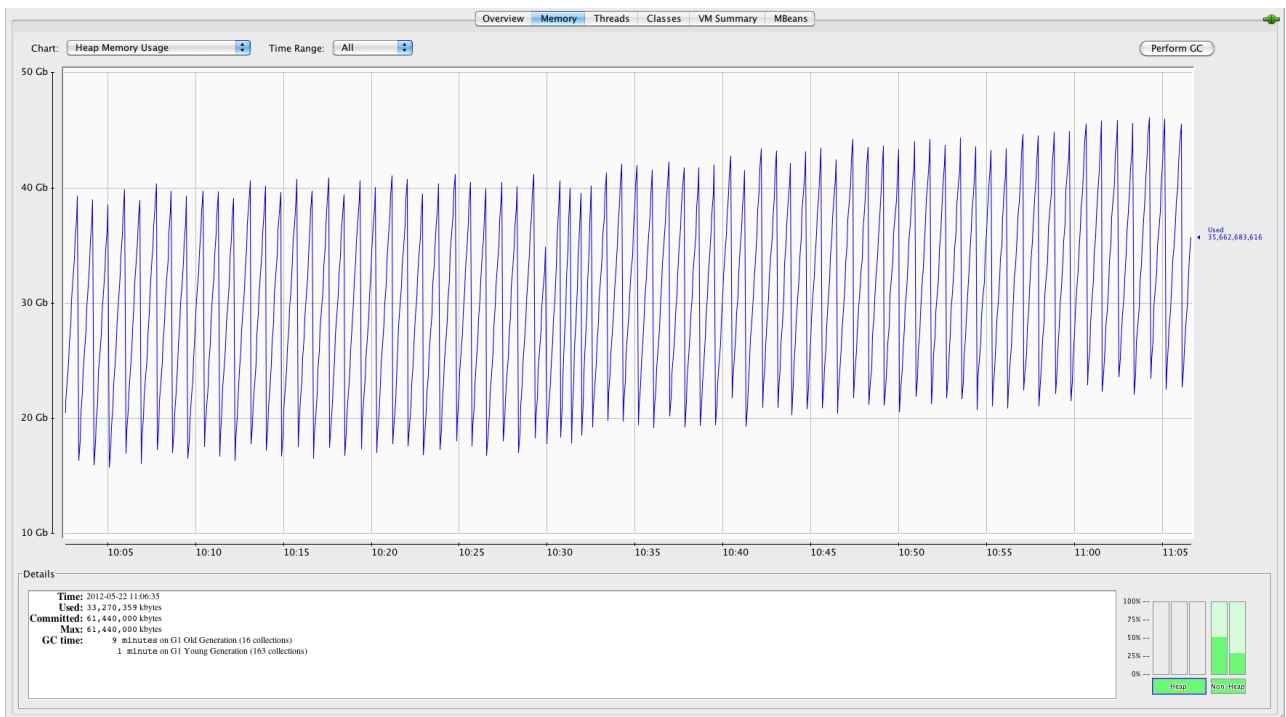 Overview Memory Threads Classes VM Summary MBeans
Chart: Heap Memory Usage Time Range: All Perform GC
50 Gb
40 Gb
Used
35,662,683,616
30 Gb
20 Gb
10 Gb
10:05 10:10 10:15 10:20 10:25 10:30 10:35 10:40 10:45 10:50 10:55 11:00 11:05
Details
Time: 2012-05-22 11:06:35
Used: 33,270,359 kbytes
Committed: 61,440,000 kbytes
Max: 61,440,000 kbytes
GC time: 9 minutes on G1 Old Generation (16 collections)
1 minute on G1 Young Generation (163 collections)
100% --
75% --
50% --
25% --
0% --
Heap Non-Heap